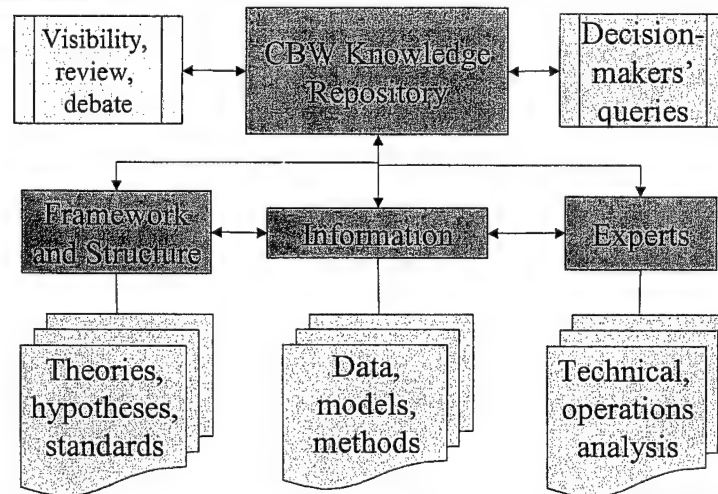 Visibility,
review,
debate
CBW Knowledge
Repository
Decision-
makers'
queries
Framework
and Structure
Information
Experts
Theories,
hypotheses,
standards
Data,
models,
methods
Technical,
operations
analysis